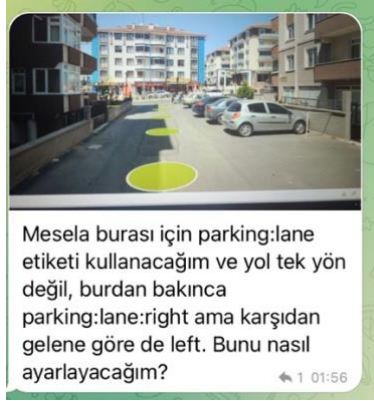 Mesela burası için parking:lane
etiketi kullanacağım ve yol tek yön
değil, burdan bakınca
parking:lane:right ama karşıdan
gelene göre de left. Bunu nasıl
ayarlayacağım?
1 01:56